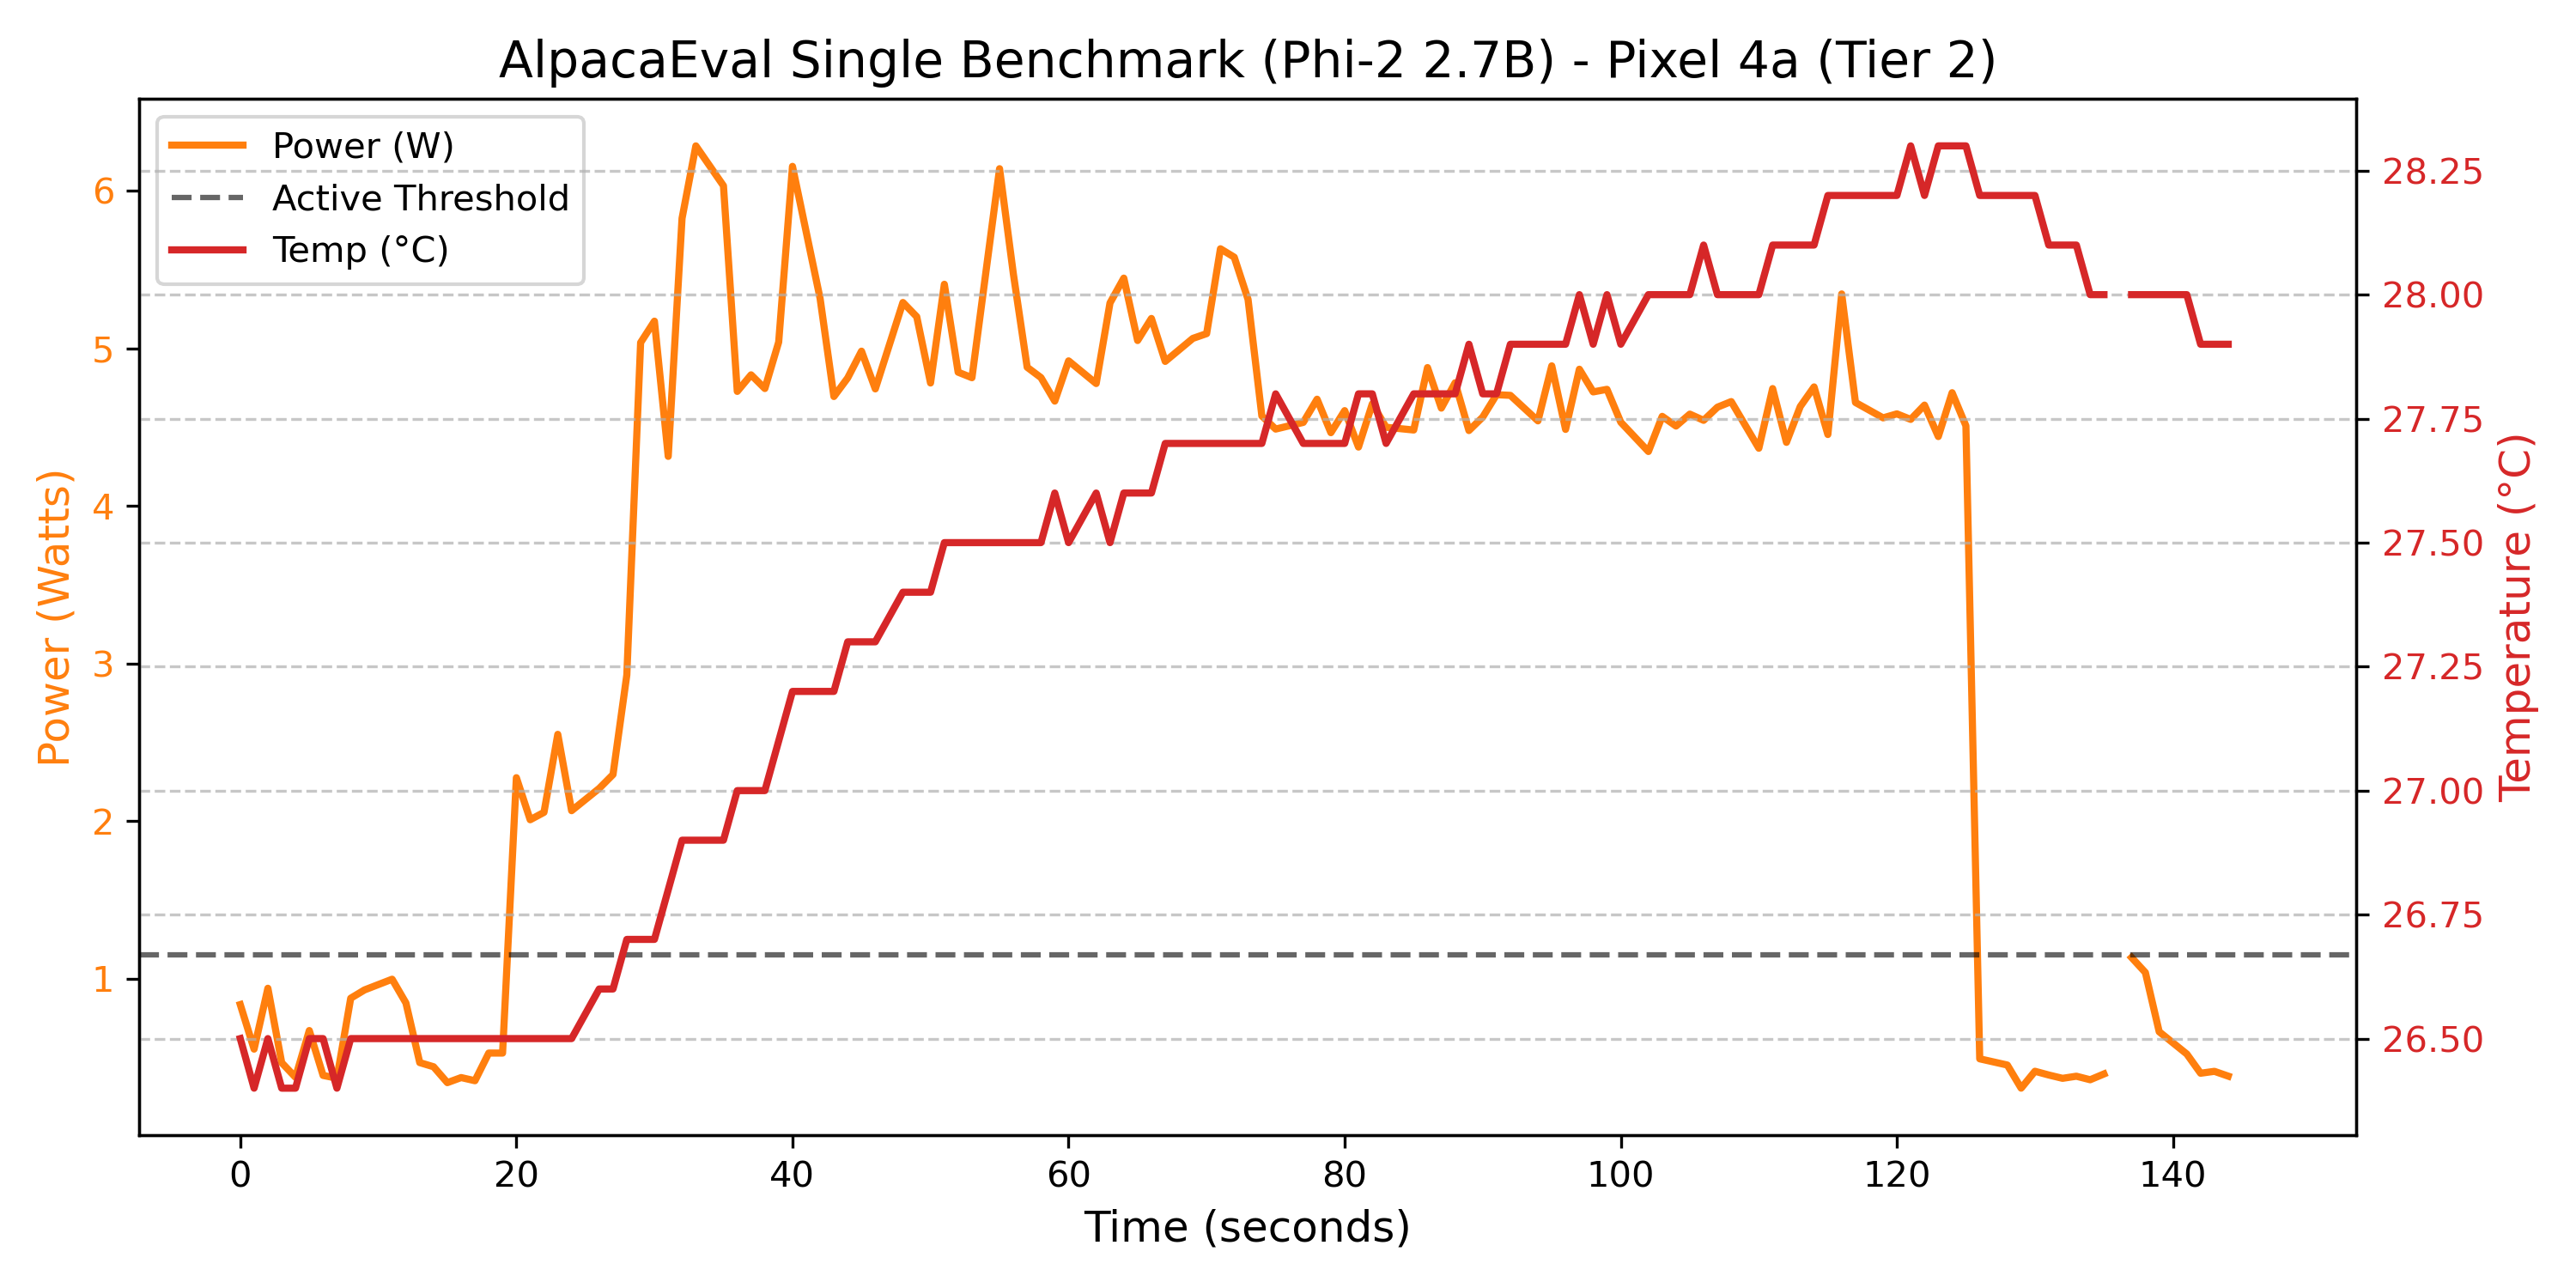 AlpacaEval Single Benchmark (Phi-2 2.7B) - Pixel 4a (Tier 2)
Power (W)
Active Threshold
Temp (°C)
Power (Watts)
6
5
4
3
2
1
28.25
28.00
27.75
27.50
27.25
27.00
26.75
26.50
Temperature (°C)
0 20 40 60 80 100 120 140
Time (seconds)